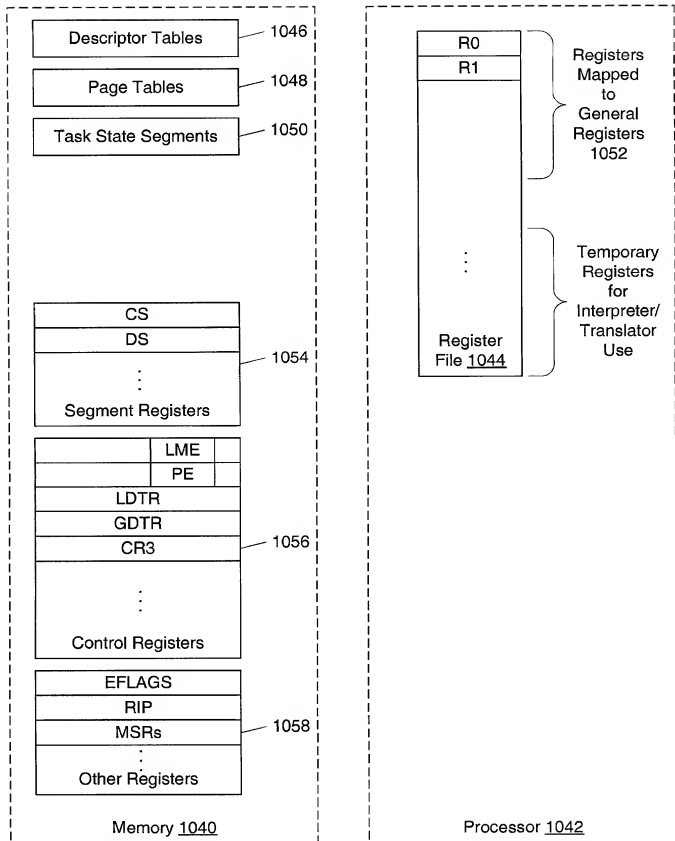 Descriptor Tables
1046
Page Tables
1048
Task State Segments
1050
CS
DS
1054
Segment Registers
LME
PE
LDTR
GDTR
CR3
1056
Control Registers
EFLAGS
RIP
MSRs
1058
Other Registers
Memory 1040
R0
R1
Registers
Mapped
to
General
Registers
1052
Temporary
Registers
for
Interpreter/
Translator
Use
Register
File 1044
Processor 1042